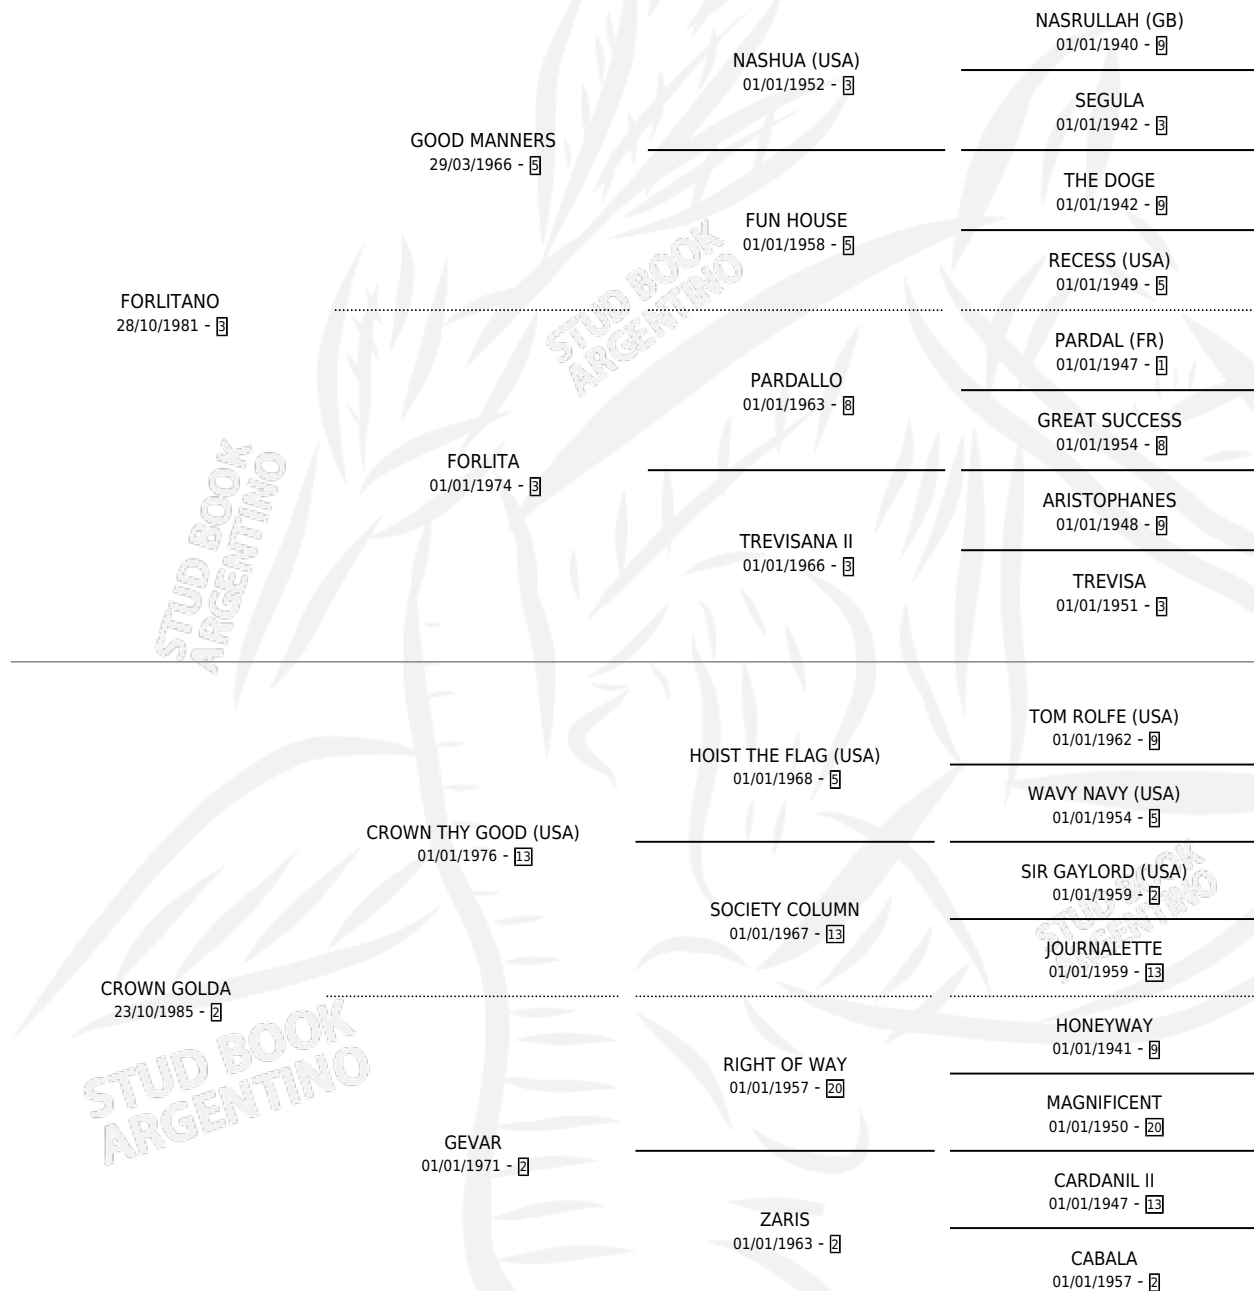 NASRULLAH (GB)
01/01/1940 - 9
NASHUA (USA)
01/01/1952 - 3
SEGULA
01/01/1942 - 3
GOOD MANNERS
29/03/1966 - 5
THE DOGE
01/01/1942 - 9
FUN HOUSE
01/01/1958 - 5
RECESS (USA)
01/01/1949 - 5
FORLITANO
28/10/1981 - 3
PARDAL (FR)
01/01/1947 - 1
PARDALLO
01/01/1963 - 8
GREAT SUCCESS
01/01/1954 - 8
FORLITA
01/01/1974 - 3
ARISTOPHANES
01/01/1948 - 9
TREVISANA II
01/01/1966 - 3
TREVISA
01/01/1951 - 3
TOM ROLFE (USA)
01/01/1962 - 9
HOIST THE FLAG (USA)
01/01/1968 - 5
WAVY NAVY (USA)
01/01/1954 - 5
CROWN THY GOOD (USA)
01/01/1976 - 13
SIR GAYLORD (USA)
01/01/1959 - 2
SOCIETY COLUMN
01/01/1967 - 13
JOURNALETTE
01/01/1959 - 13
CROWN GOLDA
23/10/1985 - 2
HONEYWAY
01/01/1941 - 9
RIGHT OF WAY
01/01/1957 - 20
MAGNIFICENT
01/01/1950 - 20
GEVAR
01/01/1971 - 2
CARDANIL II
01/01/1947 - 13
ZARIS
01/01/1963 - 2
CABALA
01/01/1957 - 2
STUD BOOK
ARGENTINO
STUD BOOK
ARGENTINO
STUD BOOK
ARGENTINO
STUD BOOK
ARGENTINO